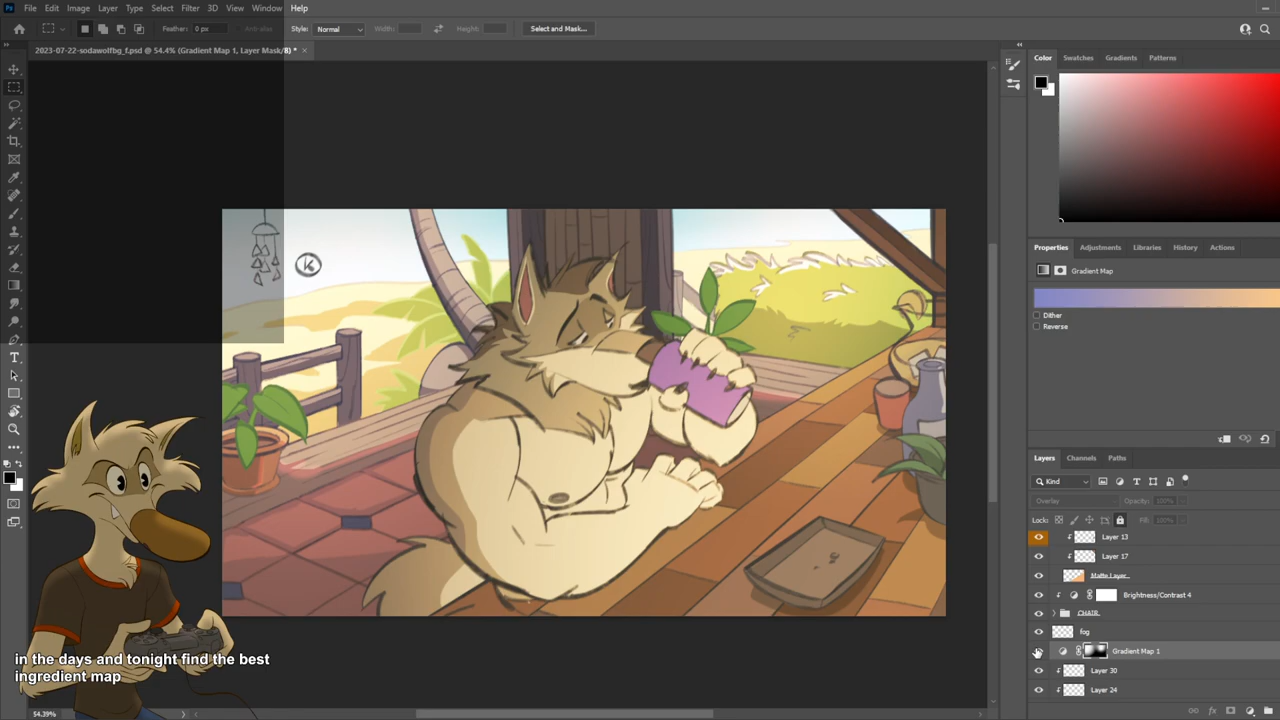 Ps File Edit Image Layer Type Select Filter 3D View Window Help
Feather: 0 px Anti-alias Style: Normal Width: Height: Select and Mask...
2023-07-22-sodawolfbg_f.psd @ 54.4% (Gradient Map 1, Layer Mask/8) * ×
Color Swatches Gradients Patterns
K
Properties Adjustments Libraries History Actions
Gradient Map
Dither
Reverse
Layers Channels Paths
Kind
Overlay Opacity: 100%
Lock: Fill: 100%
Layer 13
Layer 17
Matte Layer
Brightness/Contrast 4
CHAIR
fog
Gradient Map 1
Layer 30
Layer 24
in the days and tonight find the best
ingredient map
54.39%